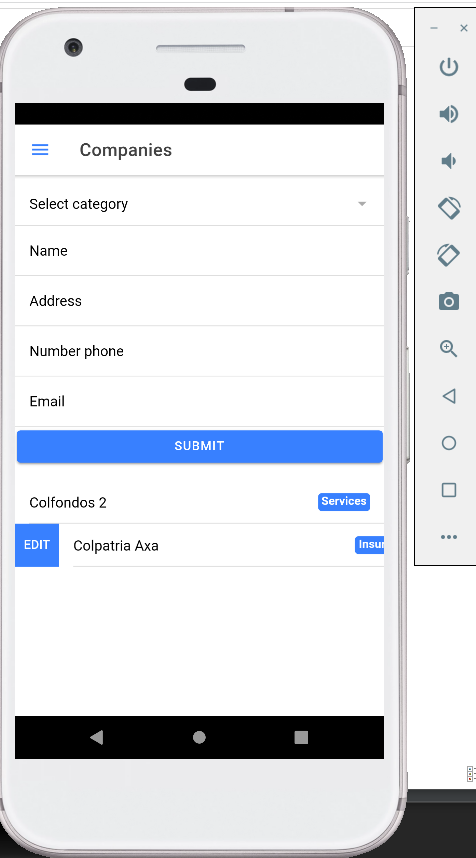 Companies
Select category
Name
Address
Number phone
Email
SUBMIT
Colfondos 2 Services
EDIT Colpatria Axa Insur